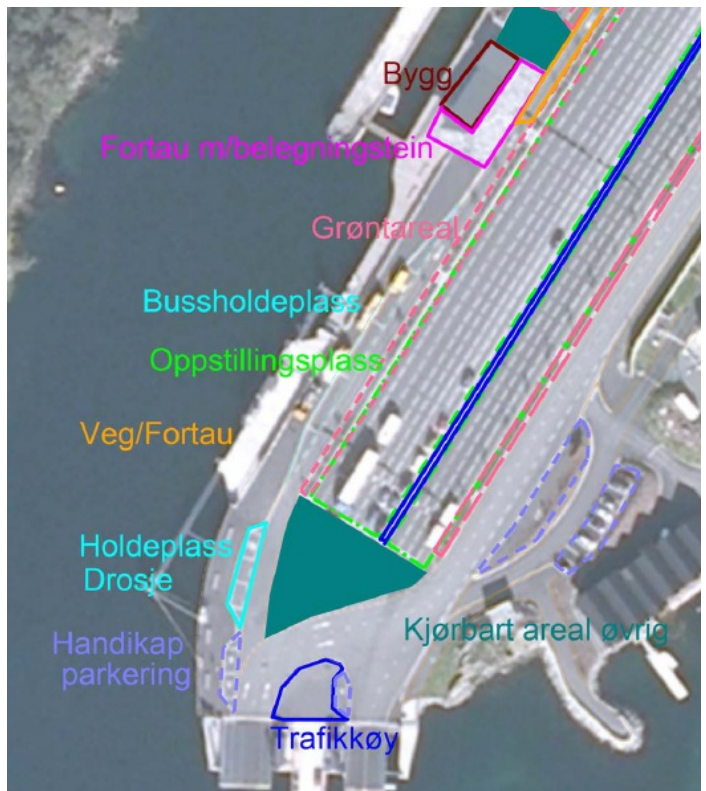 Bygg
Fortau m/belegningstein
Grøntareal
Bussholdeplass
Oppstillingsplass
Veg/Fortau
Holdeplass
Drosje
Handikap
parkering
Kjørbart areal øvrig
Trafikkøy